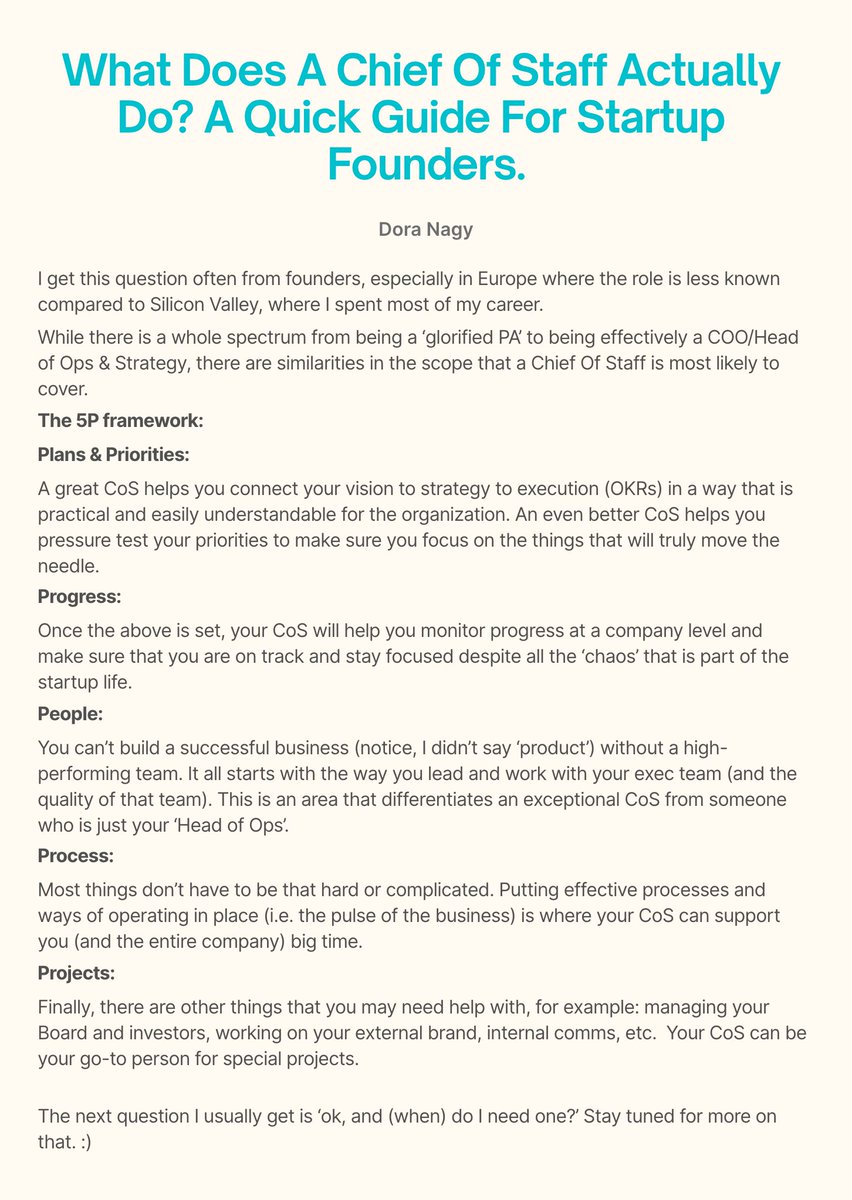 What Does A Chief Of Staff Actually
Do? A Quick Guide For Startup
Founders.
Dora Nagy
I get this question often from founders, especially in Europe where the role is less known
compared to Silicon Valley, where I spent most of my career.
While there is a whole spectrum from being a ‘glorified PA’ to being effectively a COO/Head
of Ops & Strategy, there are similarities in the scope that a Chief Of Staff is most likely to
cover.
The 5P framework:
Plans & Priorities:
A great CoS helps you connect your vision to strategy to execution (OKRs) in a way that is
practical and easily understandable for the organization. An even better CoS helps you
pressure test your priorities to make sure you focus on the things that will truly move the
needle.
Progress:
Once the above is set, your CoS will help you monitor progress at a company level and
make sure that you are on track and stay focused despite all the ‘chaos’ that is part of the
startup life.
People:
You can’t build a successful business (notice, I didn’t say ‘product’) without a high-
performing team. It all starts with the way you lead and work with your exec team (and the
quality of that team). This is an area that differentiates an exceptional CoS from someone
who is just your ‘Head of Ops’.
Process:
Most things don’t have to be that hard or complicated. Putting effective processes and
ways of operating in place (i.e. the pulse of the business) is where your CoS can support
you (and the entire company) big time.
Projects:
Finally, there are other things that you may need help with, for example: managing your
Board and investors, working on your external brand, internal comms, etc.  Your CoS can be
your go-to person for special projects.
The next question I usually get is ‘ok, and (when) do I need one?’ Stay tuned for more on
that. :)